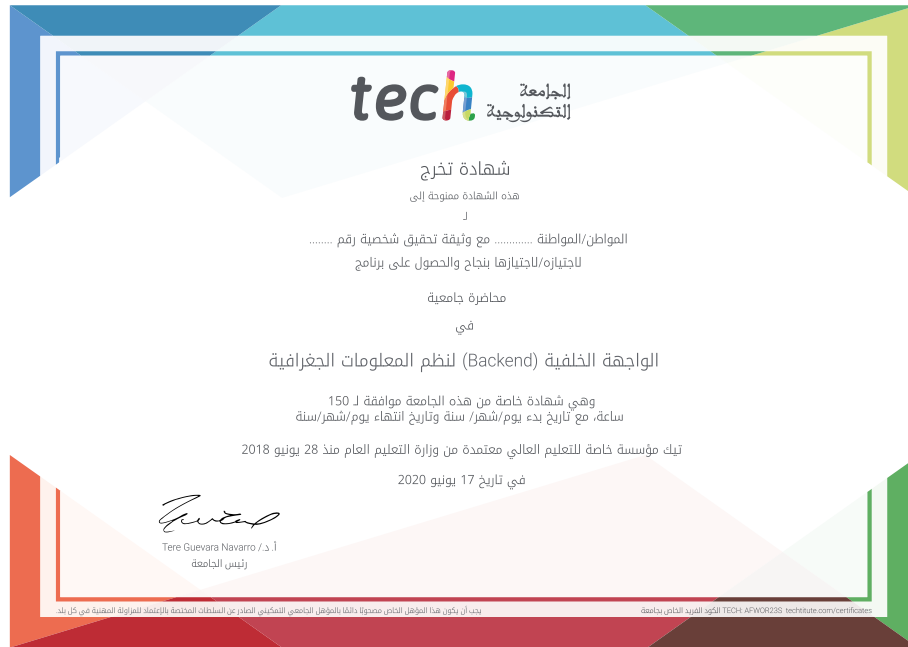 tech الجامعة
التكنولوجية
شهادة تخرج
هذه الشهادة ممنوحة إلى
لـ
المواطن/المواطنة ............ مع وثيقة تحقيق شخصية رقم ........
لاجتيازه/لاجتيازها بنجاح والحصول على برنامج
محاضرة جامعية
في
الواجهة الخلفية (Backend) لنظم المعلومات الجغرافية
وهي شهادة خاصة من هذه الجامعة موافقة لـ 150
ساعة، مع تاريخ بدء يوم/شهر/ سنة وتاريخ انتهاء يوم/شهر/سنة
تيك مؤسسة خاصة للتعليم العالي معتمدة من وزارة التعليم العام منذ 28 يونيو 2018
في تاريخ 17 يونيو 2020
أ. د./ Tere Guevara Navarro
رئيس الجامعة
الكود الفريد الخاص بجامعة TECH: AFWOR23S techtitute.com/certificates
يجب أن يكون هذا المؤهل الخاص مصحوبًا دائمًا بالمؤهل الجامعي التمكيني الصادر عن السلطات المختصة بالإعتماد للمزاولة المهنية في كل بلد.